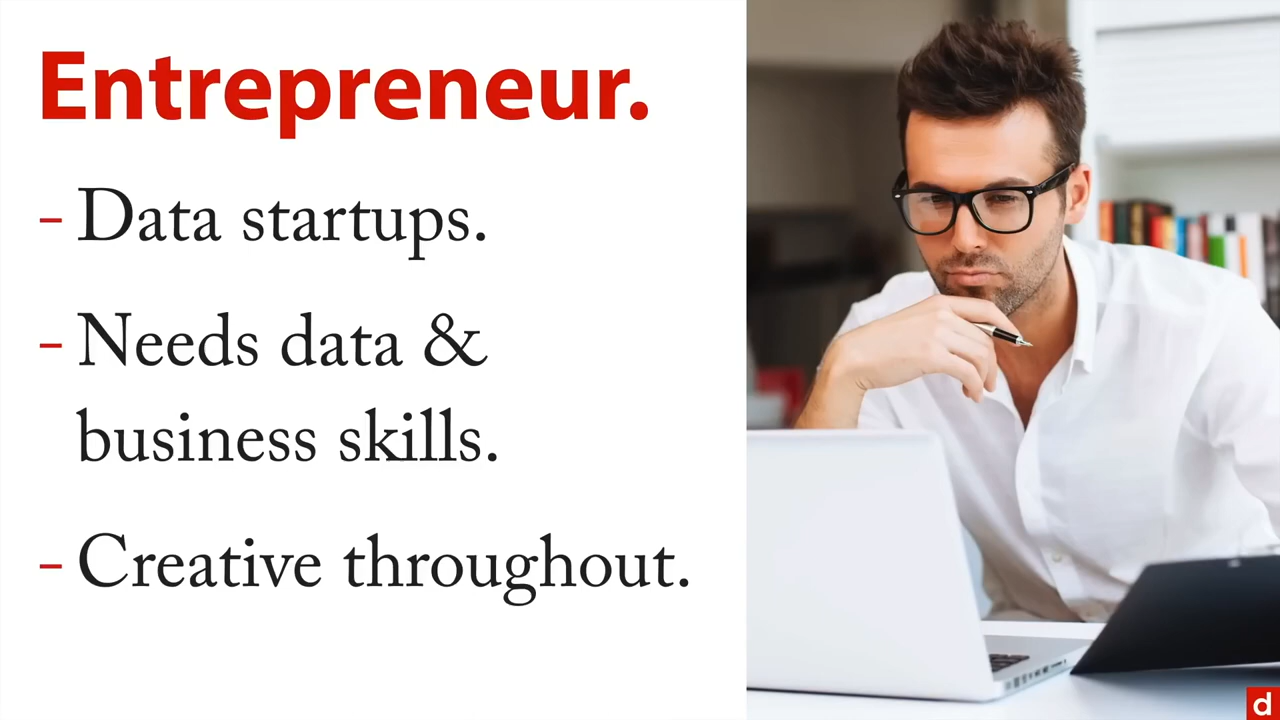 Entrepreneur.
- Data startups.
- Needs data &
business skills.
- Creative throughout.
d